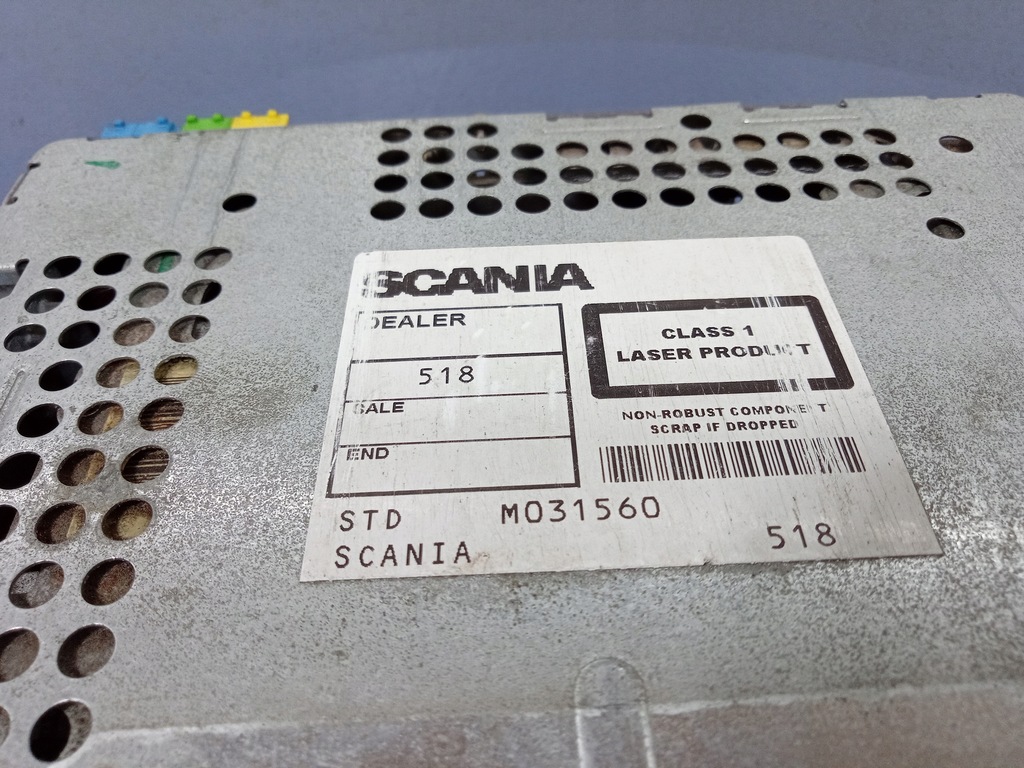 SCANIA
DEALER
518
SALE
END
CLASS 1
LASER PRODUCT
NON-ROBUST COMPONENT
SCRAP IF DROPPED
STD M031560
SCANIA 518